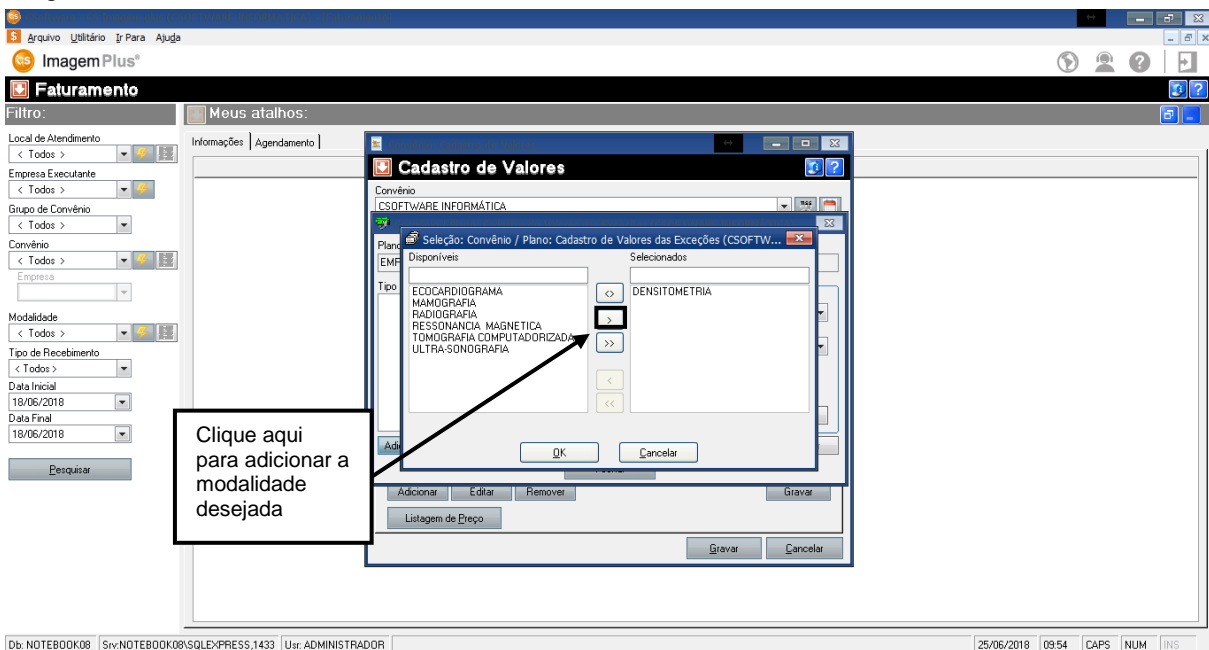 Arquivo Utilitário Ir Para Ajuda
ImagemPlus®
Faturamento
Filtro:
Meus atalhos:
Local de Atendimento
< Todos >
Empresa Executante
< Todos >
Grupo de Convênio
< Todos >
Convênio
< Todos >
Empresa
Modalidade
< Todos >
Tipo de Recebimento
< Todos >
Data Inicial
18/06/2018
Data Final
18/06/2018
Pesquisar
Informações Agendamento
Cadastro de Valores
Convênio
CSOFTWARE INFORMÁTICA
Seleção: Convênio / Plano: Cadastro de Valores das Exceções (CSOFTW...
Disponíveis
Selecionados
ECOCARDIOGRAMA
MAMOGRAFIA
RADIOGRAFIA
RESSONANCIA MAGNETICA
TOMOGRAFIA COMPUTADORIZADA
ULTRA-SONOGRAFIA
<>
>
>>
<
<<
DENSITOMETRIA
OK
Cancelar
Tipo
Adicionar Editar Remover
Gravar
Listagem de Preço
Gravar
Cancelar
Clique aqui
para adicionar a
modalidade
desejada
Db: NOTEBOOK08 Srv:NOTEBOOK08\SQLEXPRESS,1433 Usr: ADMINISTRADOR
25/06/2018 09:54 CAPS NUM INS